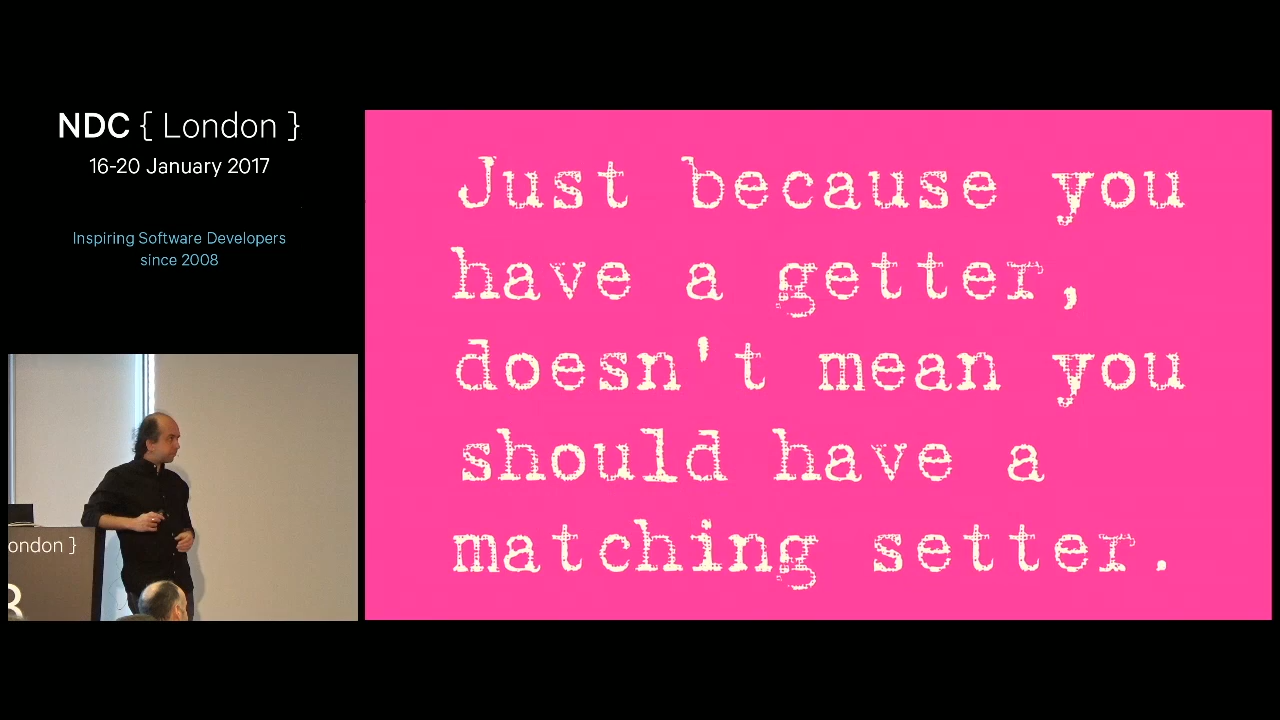 NDC { London }
16-20 January 2017
Inspiring Software Developers
since 2008
Just because you
have a getter,
doesn't mean you
should have a
matching setter.
ondon }